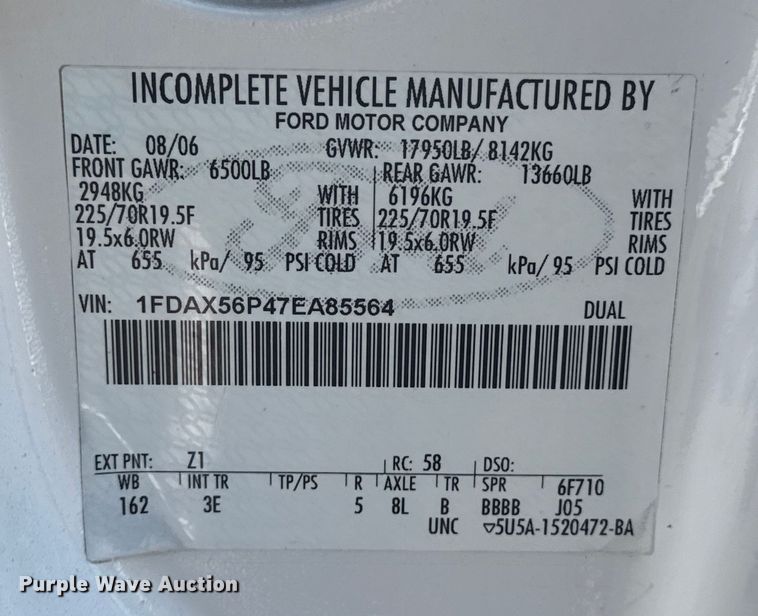 INCOMPLETE VEHICLE MANUFACTURED BY
FORD MOTOR COMPANY
DATE: 08/06 GVWR: 17950LB/ 8142KG
FRONT GAWR: 6500LB REAR GAWR: 13660LB
2948KG WITH 6196KG WITH
225/70R19.5F TIRES 225/70R19.5F TIRES
19.5x6.0RW RIMS 19.5x6.0RW RIMS
AT 655 kPa/ 95 PSI COLD AT 655 kPa/ 95 PSI COLD
VIN: 1FDAX56P47EA85564 DUAL
EXT PNT: Z1 RC: 58 DSO:
WB INT TR TP/PS R AXLE TR SPR 6F710
162 3E 5 8L B BBBB J05
UNC ▽5U5A-1520472-BA
Purple Wave Auction